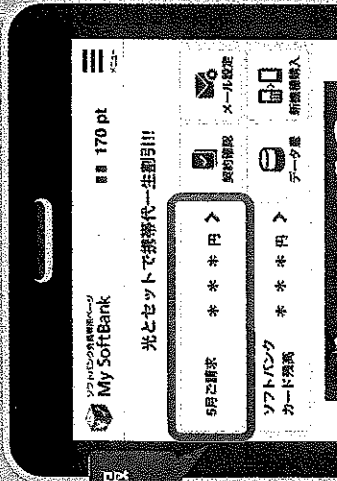 ソフトバンク会員専用ページ
My SoftBank
170 pt
メニュー
光とセットで携帯代一生割引!!
5月ご請求 ＊＊＊円 >
契約確認
メール設定
ソフトバンク
カード残高 ＊＊＊円 >
データ量
新機種購入